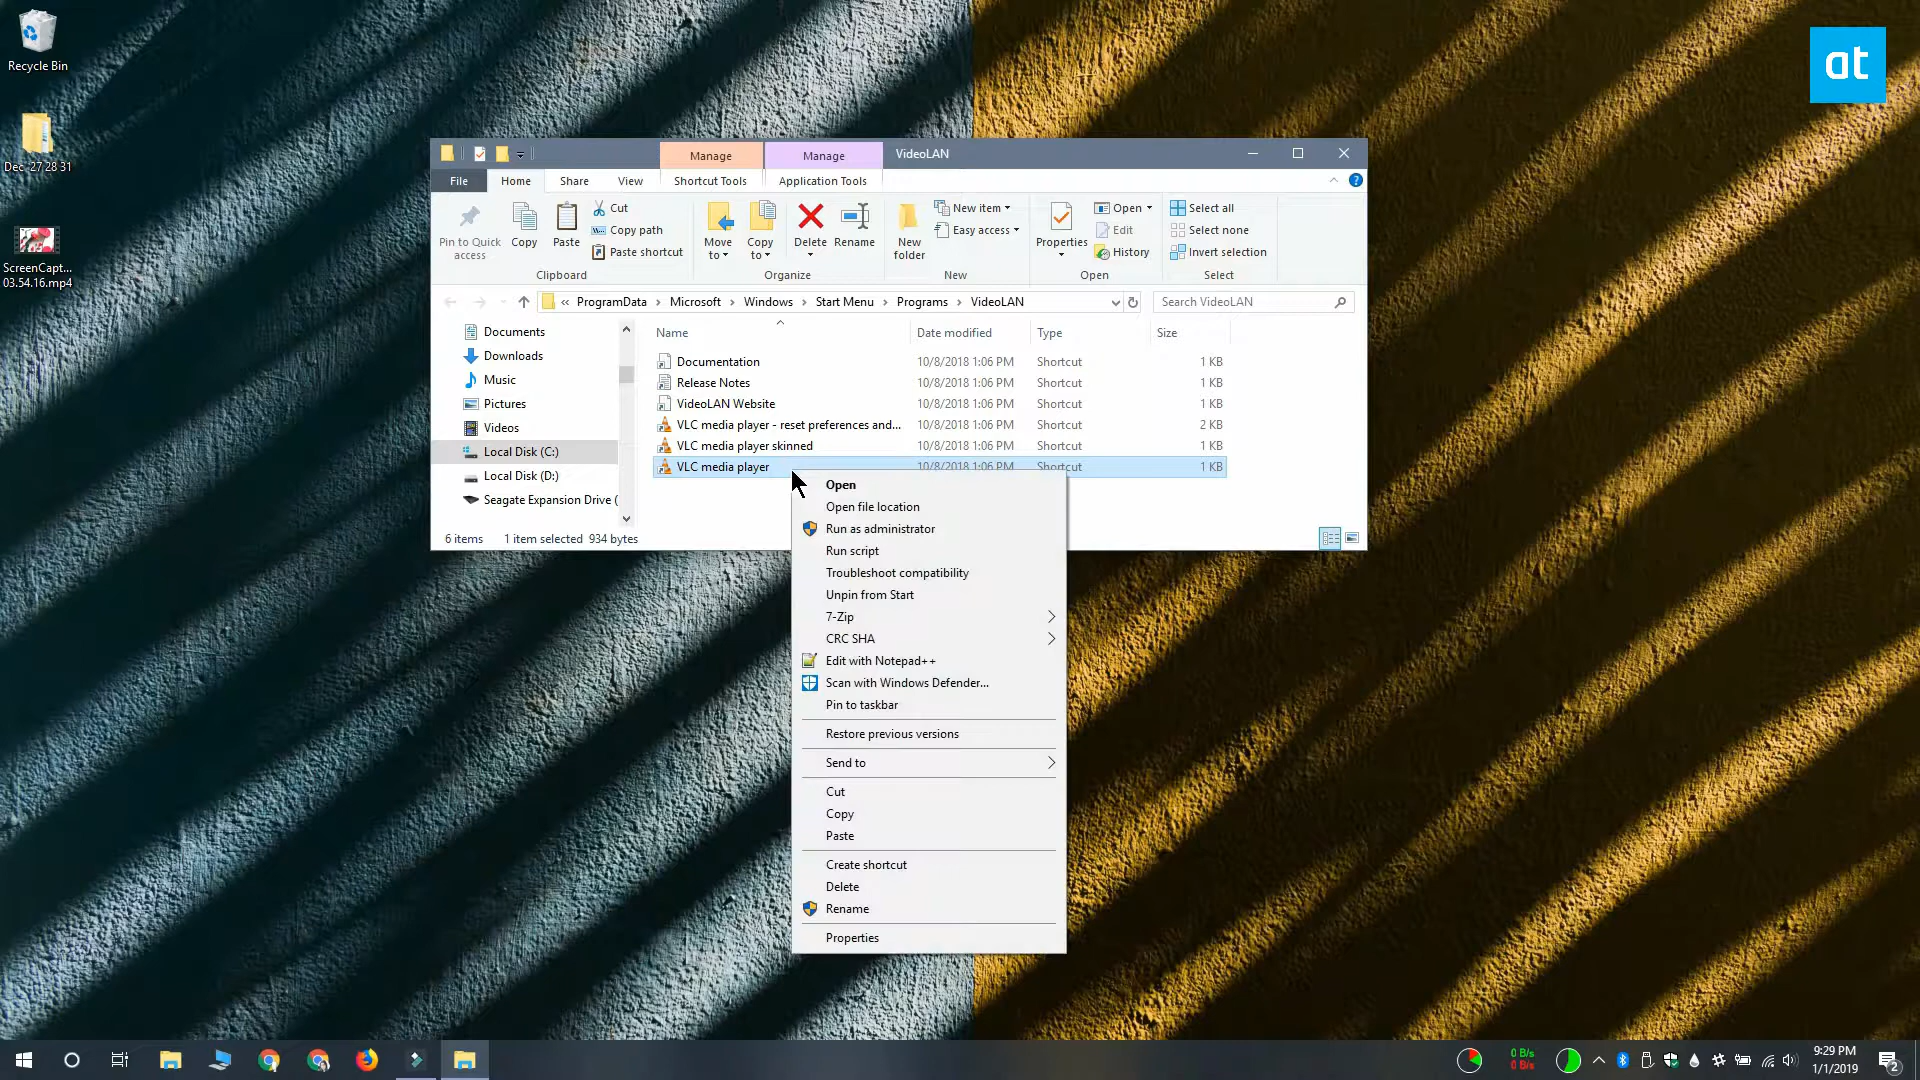 Recycle Bin
Dec 27 28 31
ScreenCapt...
03.54.16.mp4
at
Manage
Manage
VideoLAN
File
Home
Share
View
Shortcut Tools
Application Tools
Pin to Quick
access
Copy
Paste
Cut
Copy path
Paste shortcut
Clipboard
Move
to
Copy
to
Delete
Rename
Organize
New
folder
New item
Easy access
New
Properties
Open
Edit
History
Open
Select all
Select none
Invert selection
Select
« ProgramData > Microsoft > Windows > Start Menu > Programs > VideoLAN
Search VideoLAN
Documents
Downloads
Music
Pictures
Videos
Local Disk (C:)
Local Disk (D:)
Seagate Expansion Drive (
Name Date modified Type Size
Documentation 10/8/2018 1:06 PM Shortcut 1 KB
Release Notes 10/8/2018 1:06 PM Shortcut 1 KB
VideoLAN Website 10/8/2018 1:06 PM Shortcut 1 KB
VLC media player - reset preferences and... 10/8/2018 1:06 PM Shortcut 2 KB
VLC media player skinned 10/8/2018 1:06 PM Shortcut 1 KB
VLC media player 10/8/2018 1:06 PM Shortcut 1 KB
6 items 1 item selected 934 bytes
Open
Open file location
Run as administrator
Run script
Troubleshoot compatibility
Unpin from Start
7-Zip
CRC SHA
Edit with Notepad++
Scan with Windows Defender...
Pin to taskbar
Restore previous versions
Send to
Cut
Copy
Paste
Create shortcut
Delete
Rename
Properties
0 B/s
0 B/s
9:29 PM
1/1/2019
2